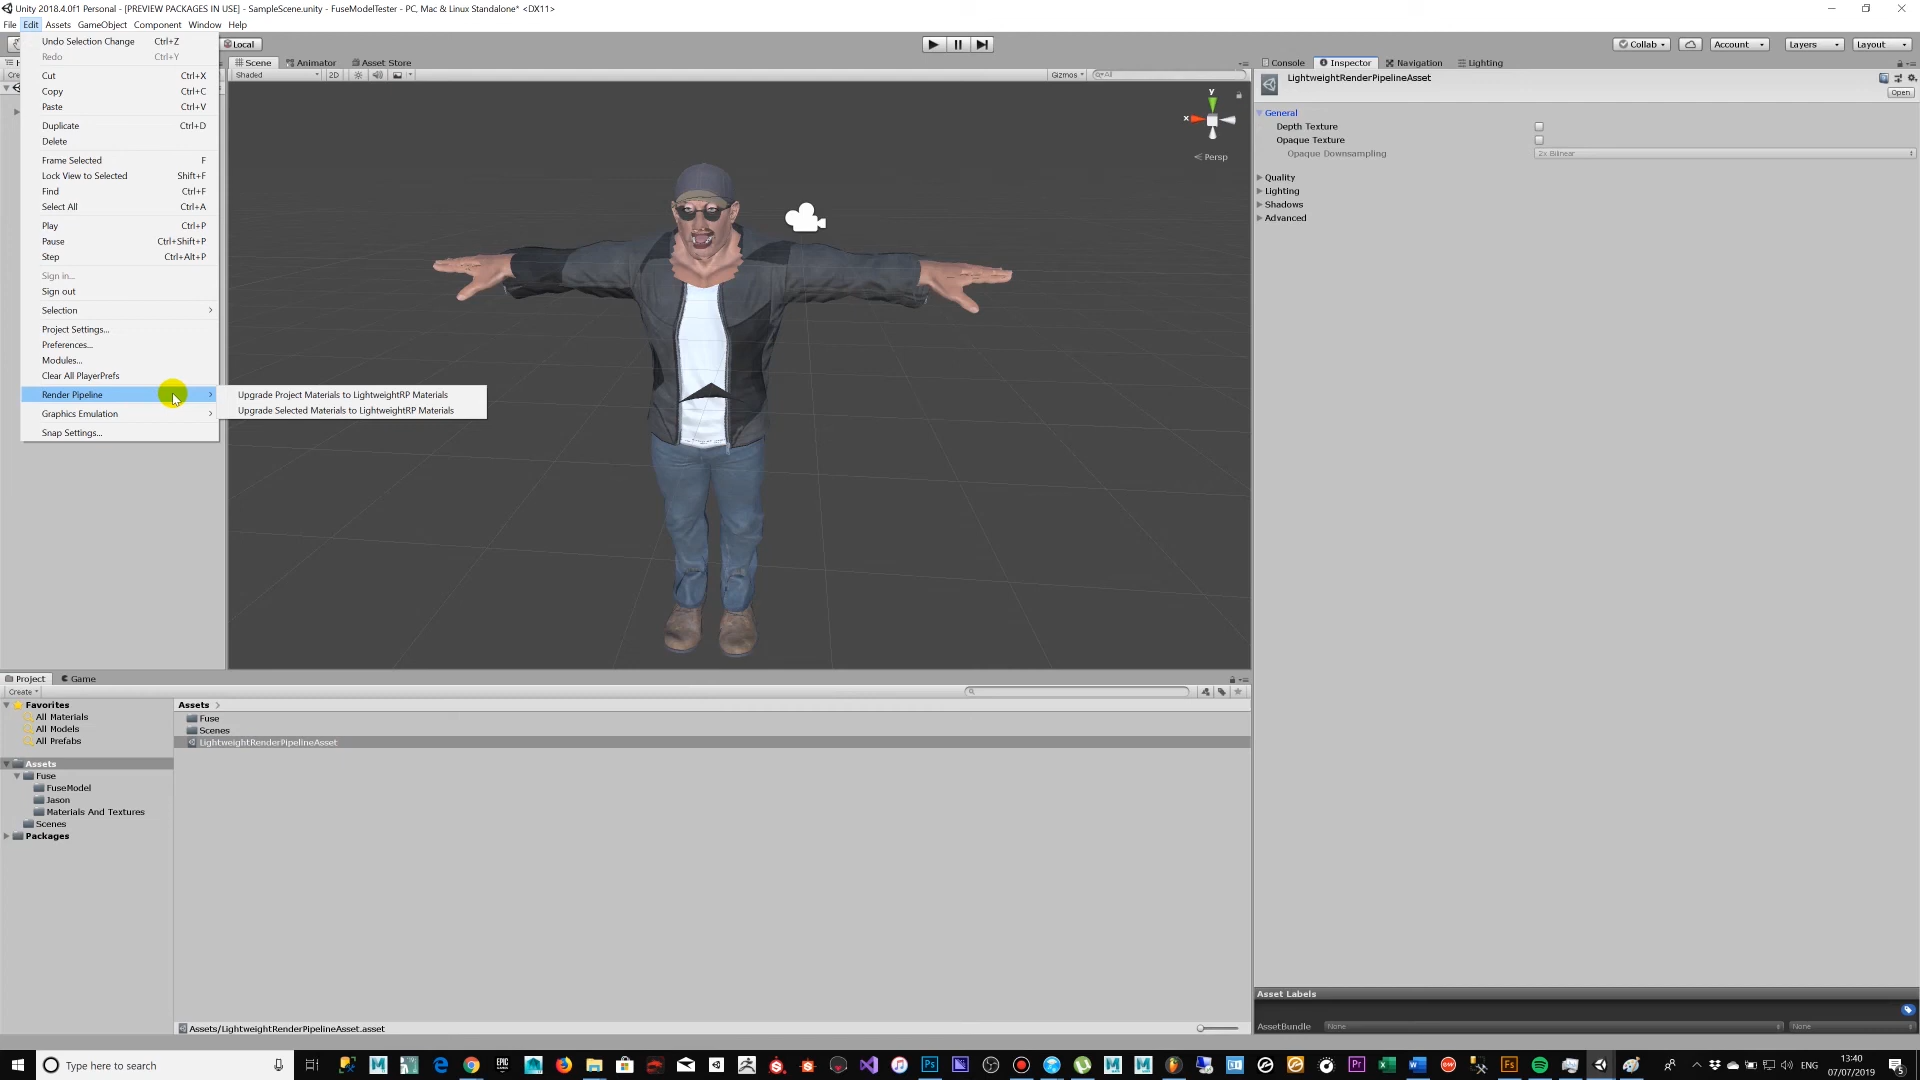 Unity 2018.4.0f1 Personal - [PREVIEW PACKAGES IN USE] - SampleScene.unity - FuseModelTester - PC, Mac & Linux Standalone* <DX11>
File Edit Assets GameObject Component Window Help
Undo Selection Change Ctrl+Z
Redo Ctrl+Y
Cut Ctrl+X
Copy Ctrl+C
Paste Ctrl+V
Duplicate Ctrl+D
Delete
Frame Selected F
Lock View to Selected Shift+F
Find Ctrl+F
Select All Ctrl+A
Play Ctrl+P
Pause Ctrl+Shift+P
Step Ctrl+Alt+P
Sign in...
Sign out
Selection
Project Settings...
Preferences...
Modules...
Clear All PlayerPrefs
Render Pipeline
Graphics Emulation
Snap Settings...
Upgrade Project Materials to LightweightRP Materials
Upgrade Selected Materials to LightweightRP Materials
Local
Collab Account Layers Layout
Scene Animator Asset Store
Shaded 2D Gizmos All
y
x
Persp
Console Inspector Navigation Lighting
LightweightRenderPipelineAsset
Open
General
Depth Texture
Opaque Texture
Opaque Downsampling 2x Bilinear
Quality
Lighting
Shadows
Advanced
Asset Labels
AssetBundle None None
Project Game
Create
Favorites
All Materials
All Models
All Prefabs
Assets
Fuse
FuseModel
Jason
Materials And Textures
Scenes
Packages
Assets
Fuse
Scenes
LightweightRenderPipelineAsset
Assets/LightweightRenderPipelineAsset.asset
Type here to search
ENG
13:40
07/07/2019